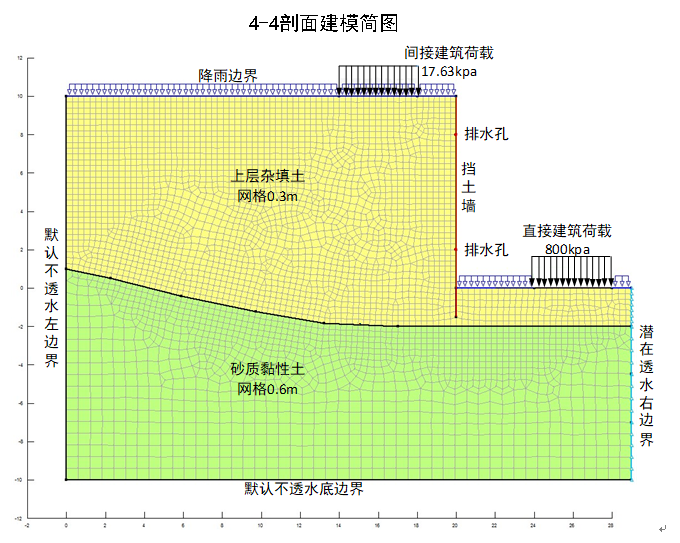 4-4剖面建模简图
间接建筑荷载
17.63kpa
降雨边界
排水孔
上层杂填土
网格0.3m
挡土墙
排水孔
直接建筑荷载
800kpa
默认不透水左边界
砂质黏性土
网格0.6m
潜在透水右边界
默认不透水底边界
12
10
8
6
4
2
0
-2
-4
-6
-8
-10
-12
-2
0
2
4
6
8
10
12
14
16
18
20
22
24
26
28